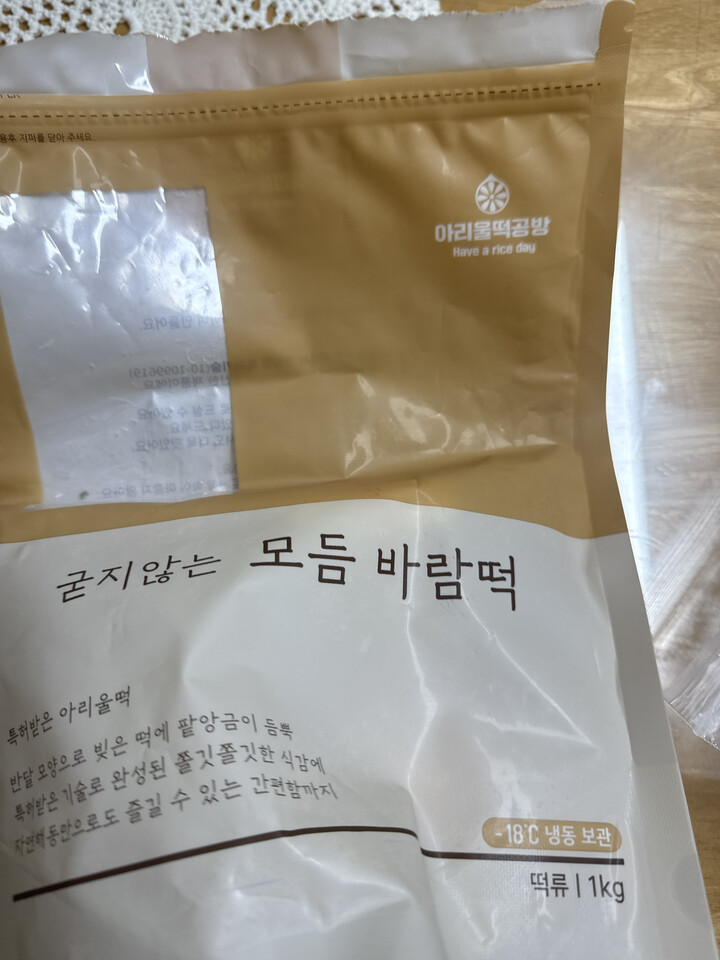 용후 지퍼를 닫아 주세요.
아리울떡공방
Have a rice day
굳지않는 모듬 바람떡
특허받은 아리울떡
반달 모양으로 빚은 떡에 팥앙금이 듬뿍
특허받은 기술로 완성된 쫄깃쫄깃한 식감에
자연해동만으로도 즐길 수 있는 간편함까지
-18℃ 냉동 보관
떡류 | 1kg